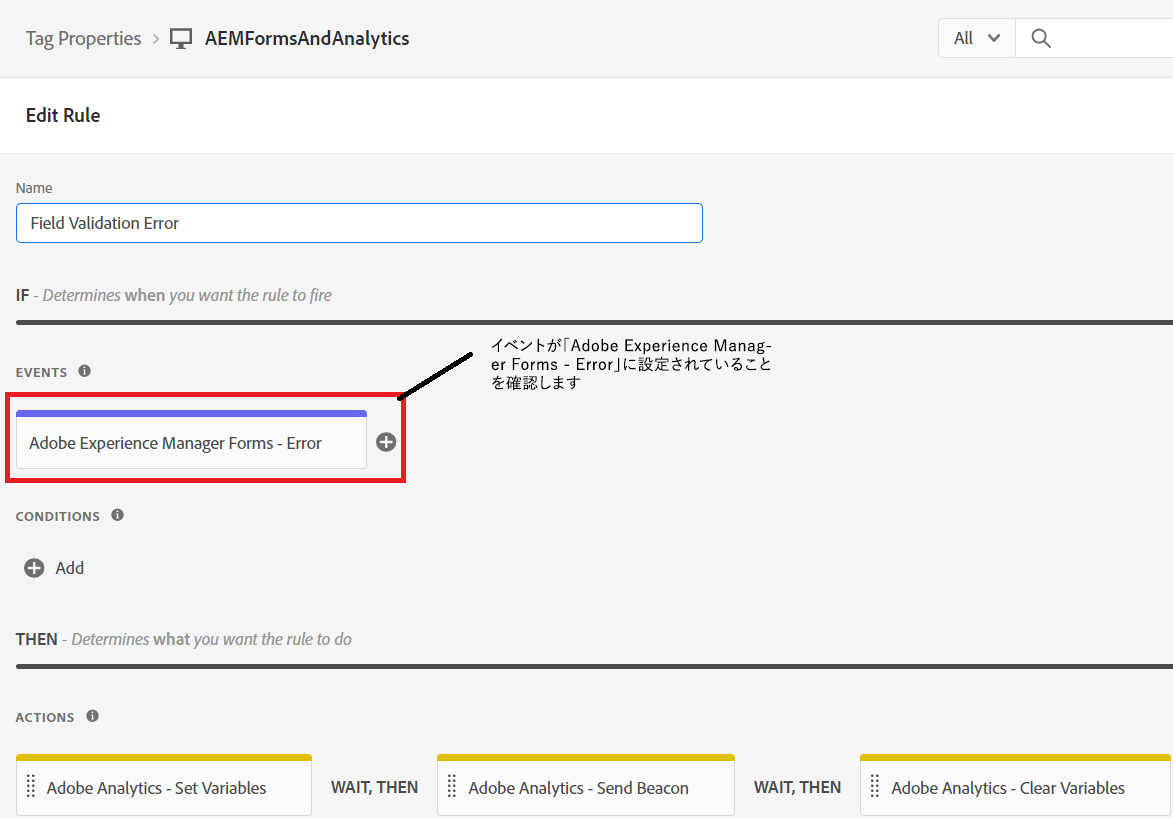 Tag Properties > AEMFormsAndAnalytics
All
Edit Rule
Name
Field Validation Error
IF - Determines when you want the rule to fire
イベントが「Adobe Experience Manag-
er Forms - Error」に設定されていること
を確認します
EVENTS
Adobe Experience Manager Forms - Error
CONDITIONS
Add
THEN - Determines what you want the rule to do
ACTIONS
Adobe Analytics - Set Variables WAIT, THEN Adobe Analytics - Send Beacon WAIT, THEN Adobe Analytics - Clear Variables